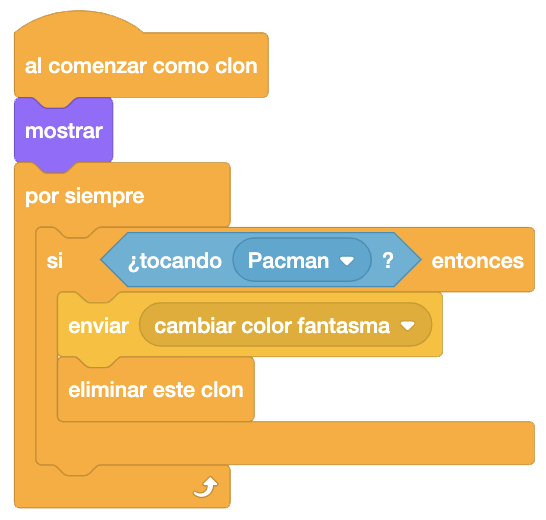 al comenzar como clon
mostrar
por siempre
si ¿tocando Pacman ? entonces
enviar cambiar color fantasma
eliminar este clon